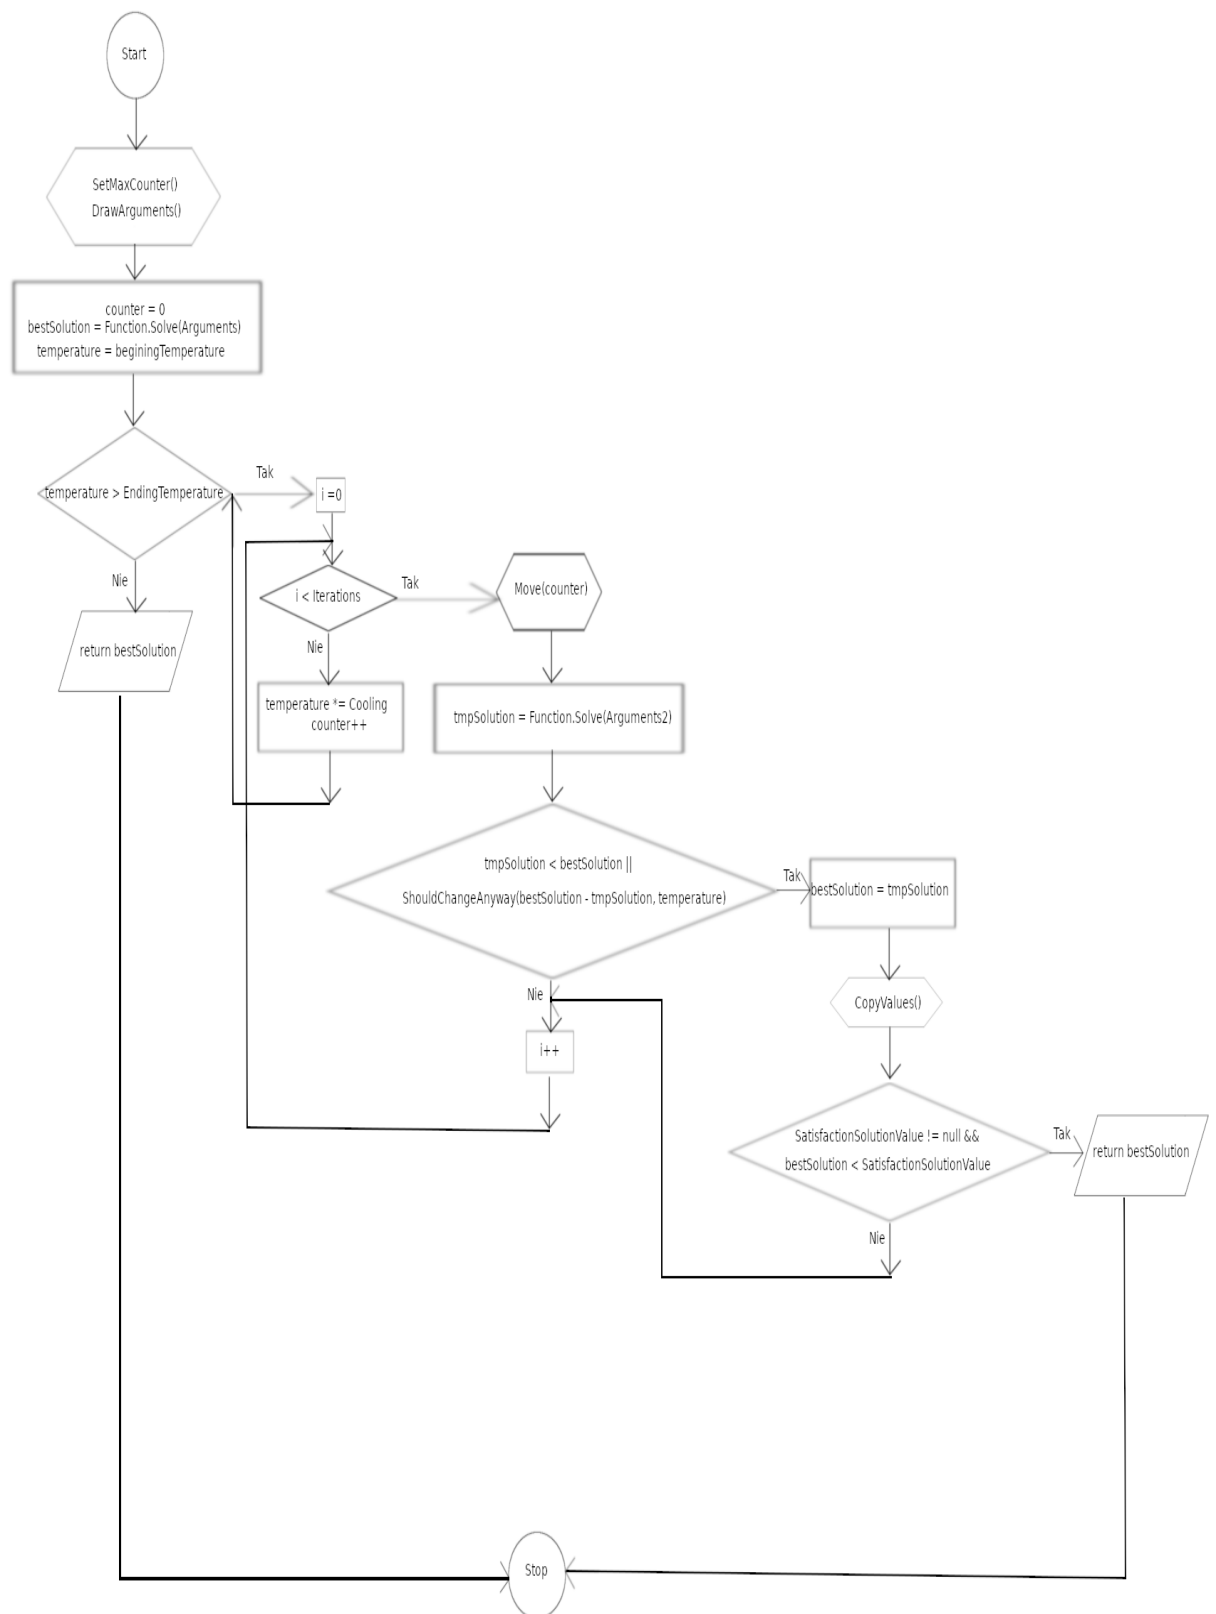 Start
SetMaxCounter()
DrawArguments()
counter = 0
bestSolution = Function.Solve(Arguments)
temperature = beginingTemperature
temperature > EndingTemperature
Tak
i =0
Nie
return bestSolution
i < Iterations
Tak
Move(counter)
Nie
temperature *= Cooling
counter++
tmpSolution = Function.Solve(Arguments2)
tmpSolution < bestSolution ||
ShouldChangeAnyway(bestSolution - tmpSolution, temperature)
Tak
bestSolution = tmpSolution
Nie
i++
CopyValues()
SatisfactionSolutionValue != null &&
bestSolution < SatisfactionSolutionValue
Tak
return bestSolution
Nie
Stop